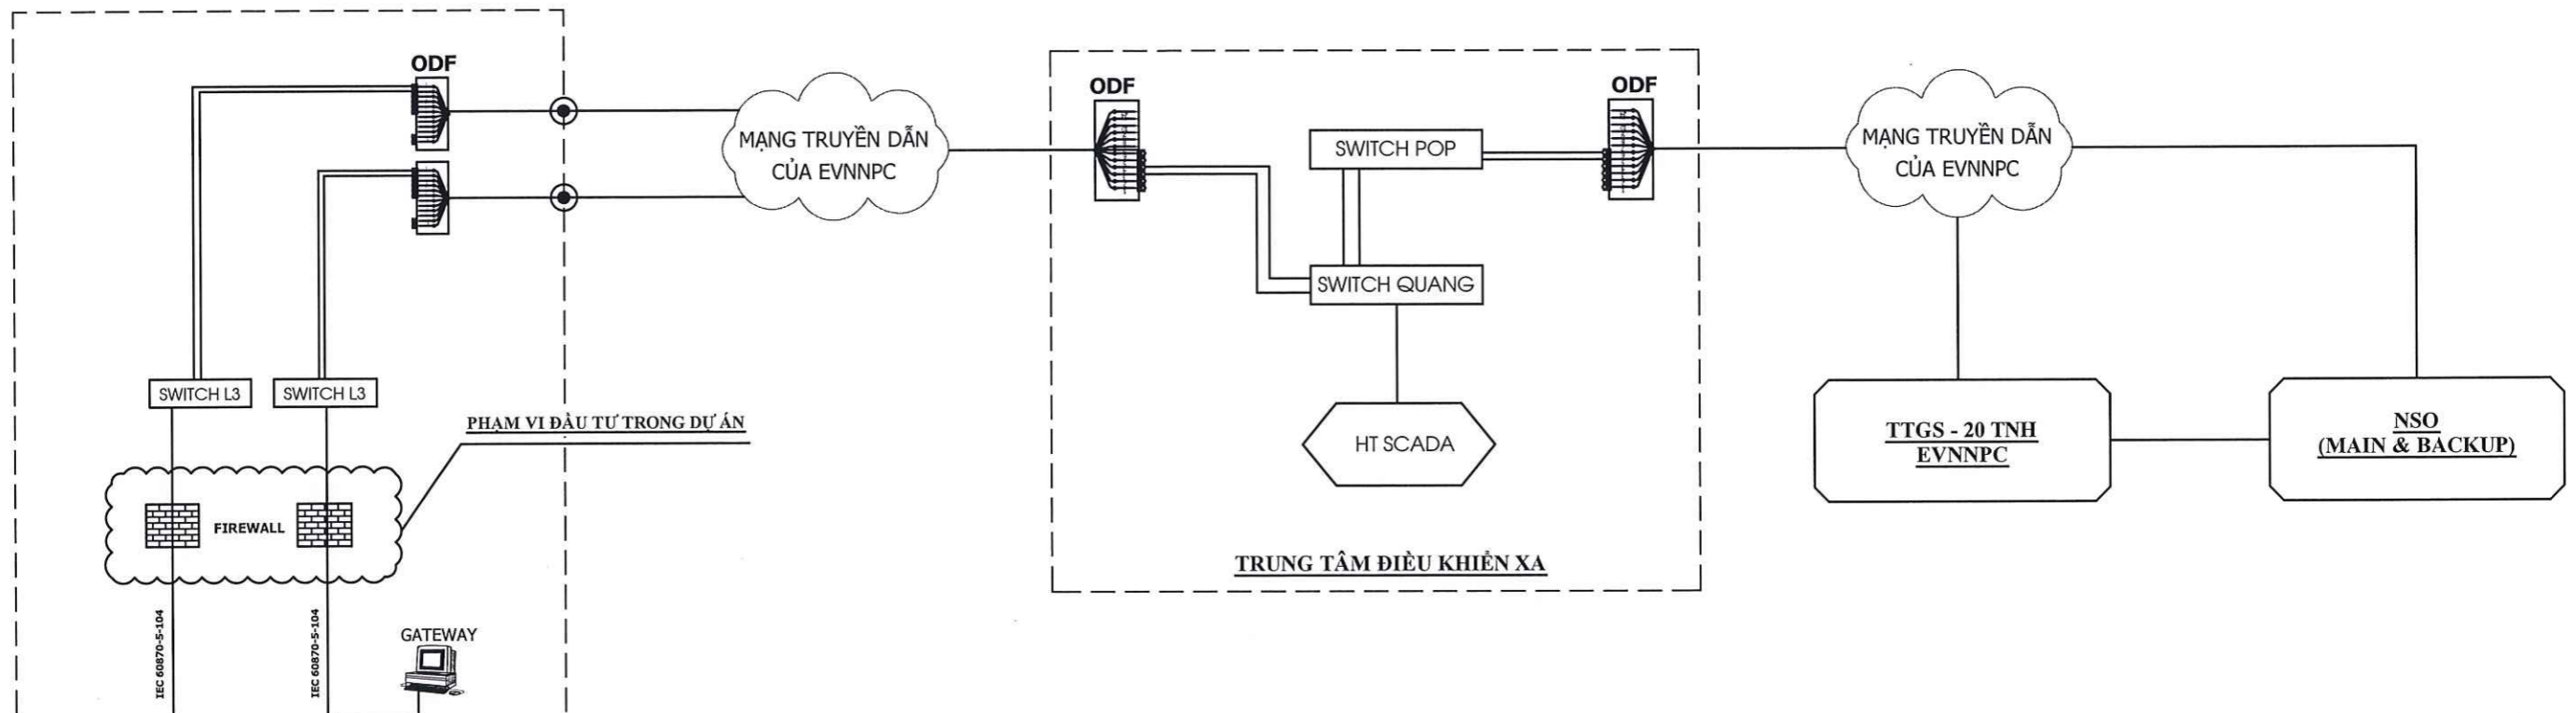 ODF
MẠNG TRUYỀN DẪN
CỦA EVNNPC
SWITCH L3
SWITCH L3
PHẠM VI ĐẦU TƯ TRONG DỰ ÁN
FIREWALL
IEC 60870-5-104
IEC 60870-5-104
GATEWAY
ODF
SWITCH POP
ODF
SWITCH QUANG
HT SCADA
TRUNG TÂM ĐIỀU KHIỂN XA
MẠNG TRUYỀN DẪN
CỦA EVNNPC
TTGS - 20 TNH
EVNNPC
NSO
(MAIN & BACKUP)